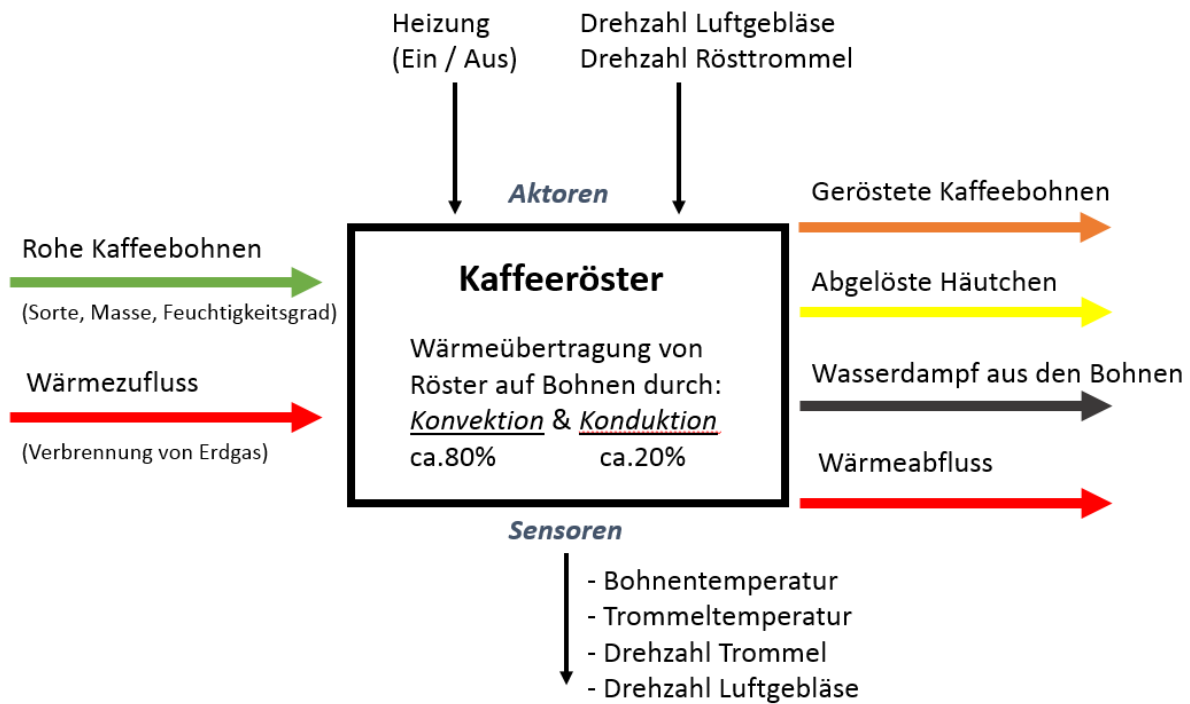 Heizung
(Ein / Aus)
Drehzahl Luftgebläse
Drehzahl Rösttrommel
Aktoren
Rohe Kaffeebohnen
(Sorte, Masse, Feuchtigkeitsgrad)
Wärmezufluss
(Verbrennung von Erdgas)
Kaffeeröster
Wärmeübertragung von
Röster auf Bohnen durch:
Konvektion & Konduktion
ca.80% ca.20%
Geröstete Kaffeebohnen
Abgelöste Häutchen
Wasserdampf aus den Bohnen
Wärmeabfluss
Sensoren
- Bohnentemperatur
- Trommeltemperatur
- Drehzahl Trommel
- Drehzahl Luftgebläse